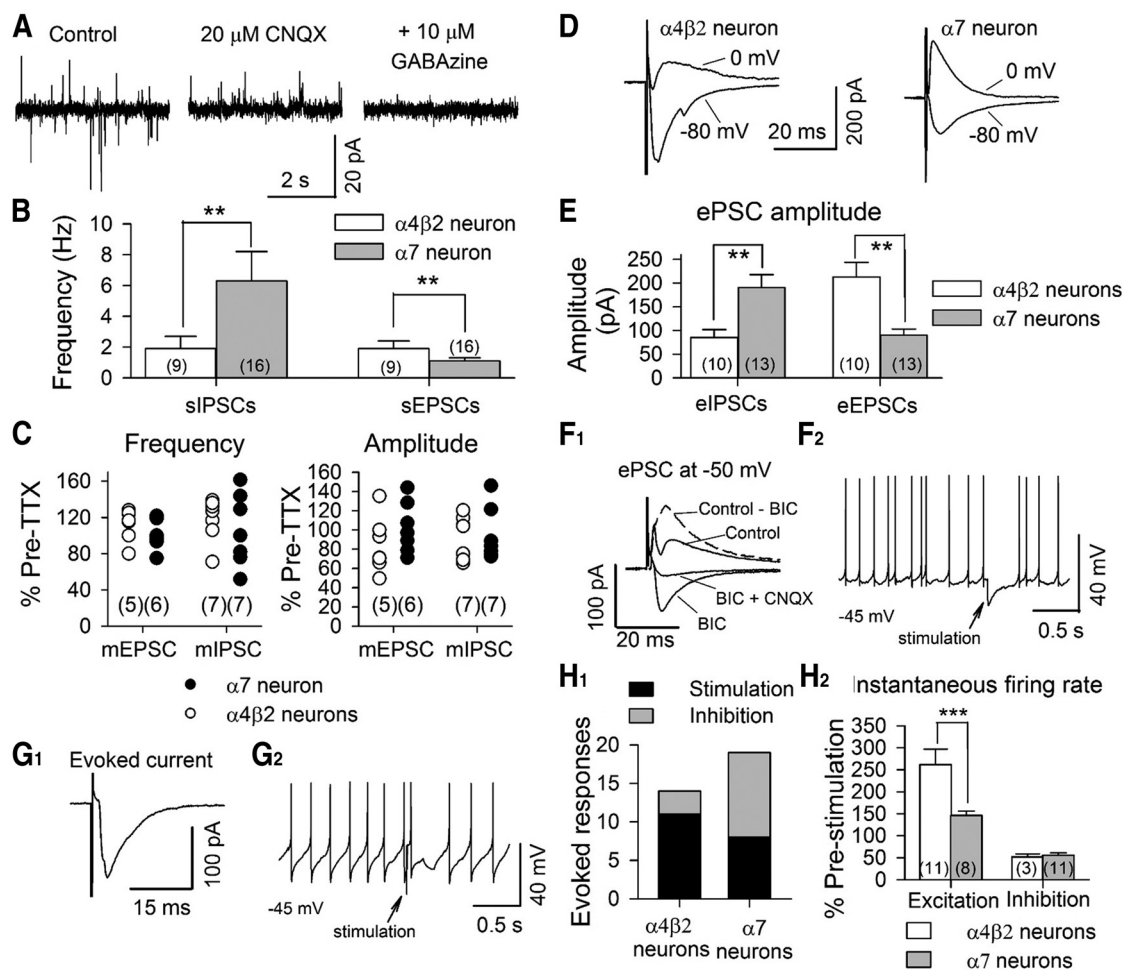 A
Control
20 μM CNQX
+ 10 μM
GABAzine
2 s
20 pA
B
Frequency (Hz)
10
8
6
4
2
0
**
**
α4β2 neuron
α7 neuron
(9)
(16)
(9)
(16)
sIPSCs
sEPSCs
C
Frequency
Amplitude
% Pre-TTX
160
120
80
40
(5)(6)
(7)(7)
mEPSC
mIPSC
% Pre-TTX
160
140
120
100
80
60
40
20
0
(5)(6)
(7)(7)
mEPSC
mIPSC
α7 neuron
α4β2 neurons
D
α4β2 neuron
0 mV
-80 mV
20 ms
200 pA
α7 neuron
0 mV
-80 mV
E
ePSC amplitude
Amplitude
(pA)
250
200
150
100
50
0
**
**
(10)
(13)
(10)
(13)
eIPSCs
eEPSCs
α4β2 neurons
α7 neurons
F1
ePSC at -50 mV
Control - BIC
Control
BIC + CNQX
BIC
100 pA
20 ms
F2
-45 mV
stimulation
40 mV
0.5 s
G1
Evoked current
100 pA
15 ms
G2
-45 mV
stimulation
40 mV
0.5 s
H1
Stimulation
Inhibition
Evoked responses
20
15
10
5
0
α4β2
neurons
α7
neurons
H2
Instantaneous firing rate
% Pre-stimulation
350
300
250
200
150
100
50
0
***
(11)
(8)
(3)
(11)
Excitation
Inhibition
α4β2 neurons
α7 neurons